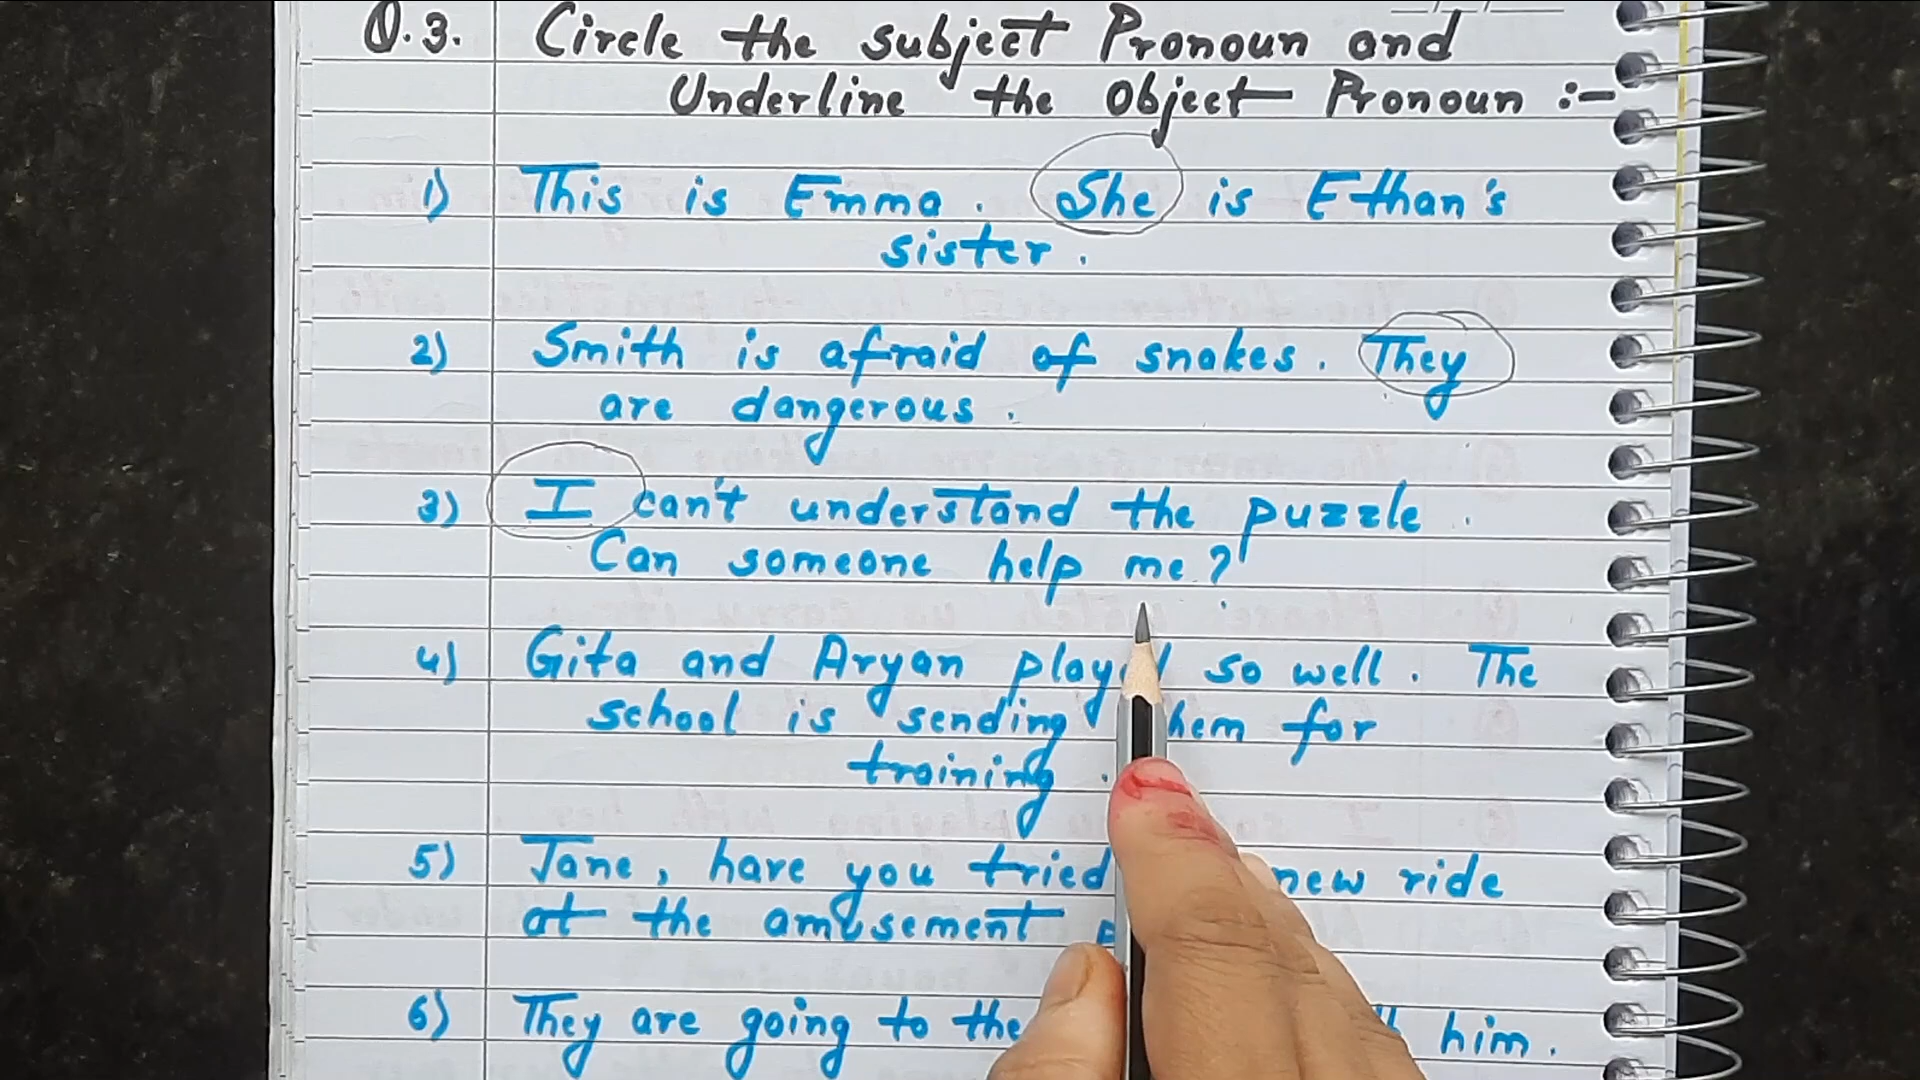 Q.3. Circle the subject Pronoun and
Underline the Object Pronoun :-
1) This is Emma. She is Ethan's
sister.
2) Smith is afraid of snakes. They
are dangerous.
3) I can't understand the puzzle.
Can someone help me?
4) Gita and Aryan played so well. The
school is sending them for
training.
5) Jane, have you tried new ride
at the amusement
6) They are going to the him.